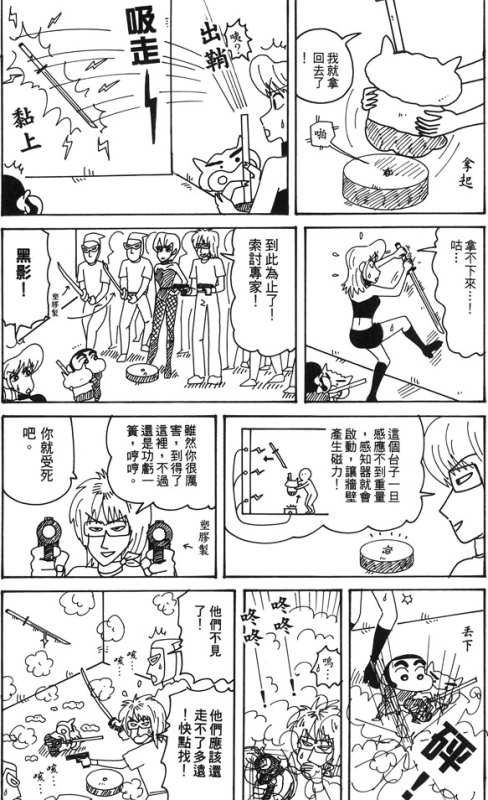 我就拿
回去了
！
啪
拿起
咦？
出鞘
吸走
黏上
拿不下來…！
咕…
到此為止了！
索討專家！
塑膠製
黑影！
這個台子一旦
感應不到重量
，感知器就會
啟動，讓牆壁
產生磁力！
雖然你很厲
害，到得了
這裡，不過
還是功虧一
簣，哼哼。
塑膠製
你就受死
吧。
丟下
砰！
咚咚
咚咚
！！
嗚…
他們不見
了！
咳…
咳…
他們應該還
走不了多遠
！快點找！
咳…
咳…